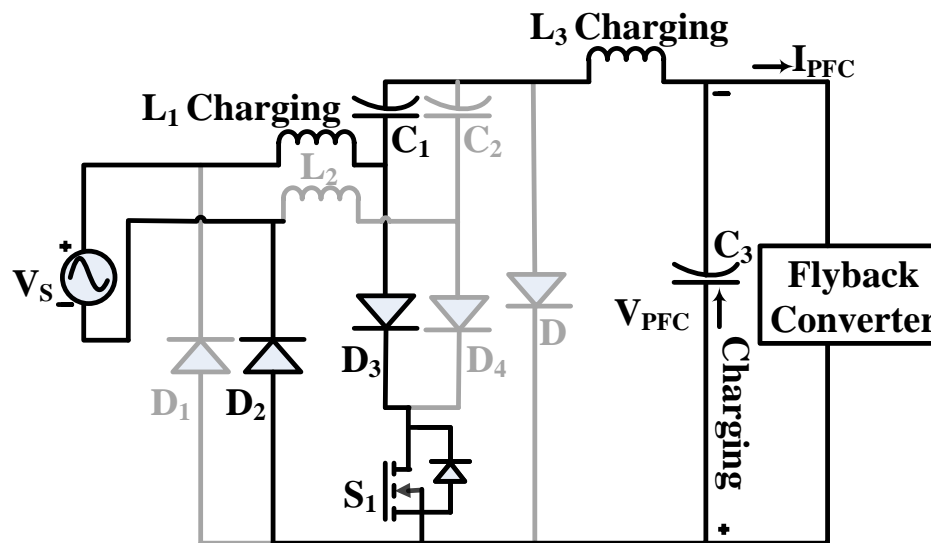 L₃ Charging
I_PFC
L₁ Charging
C₁
C₂
L₂
+
V_S
−
−
C₃
V_PFC
Charging
+
Flyback
Converter
D₁
D₂
D₃
D₄
D
S₁